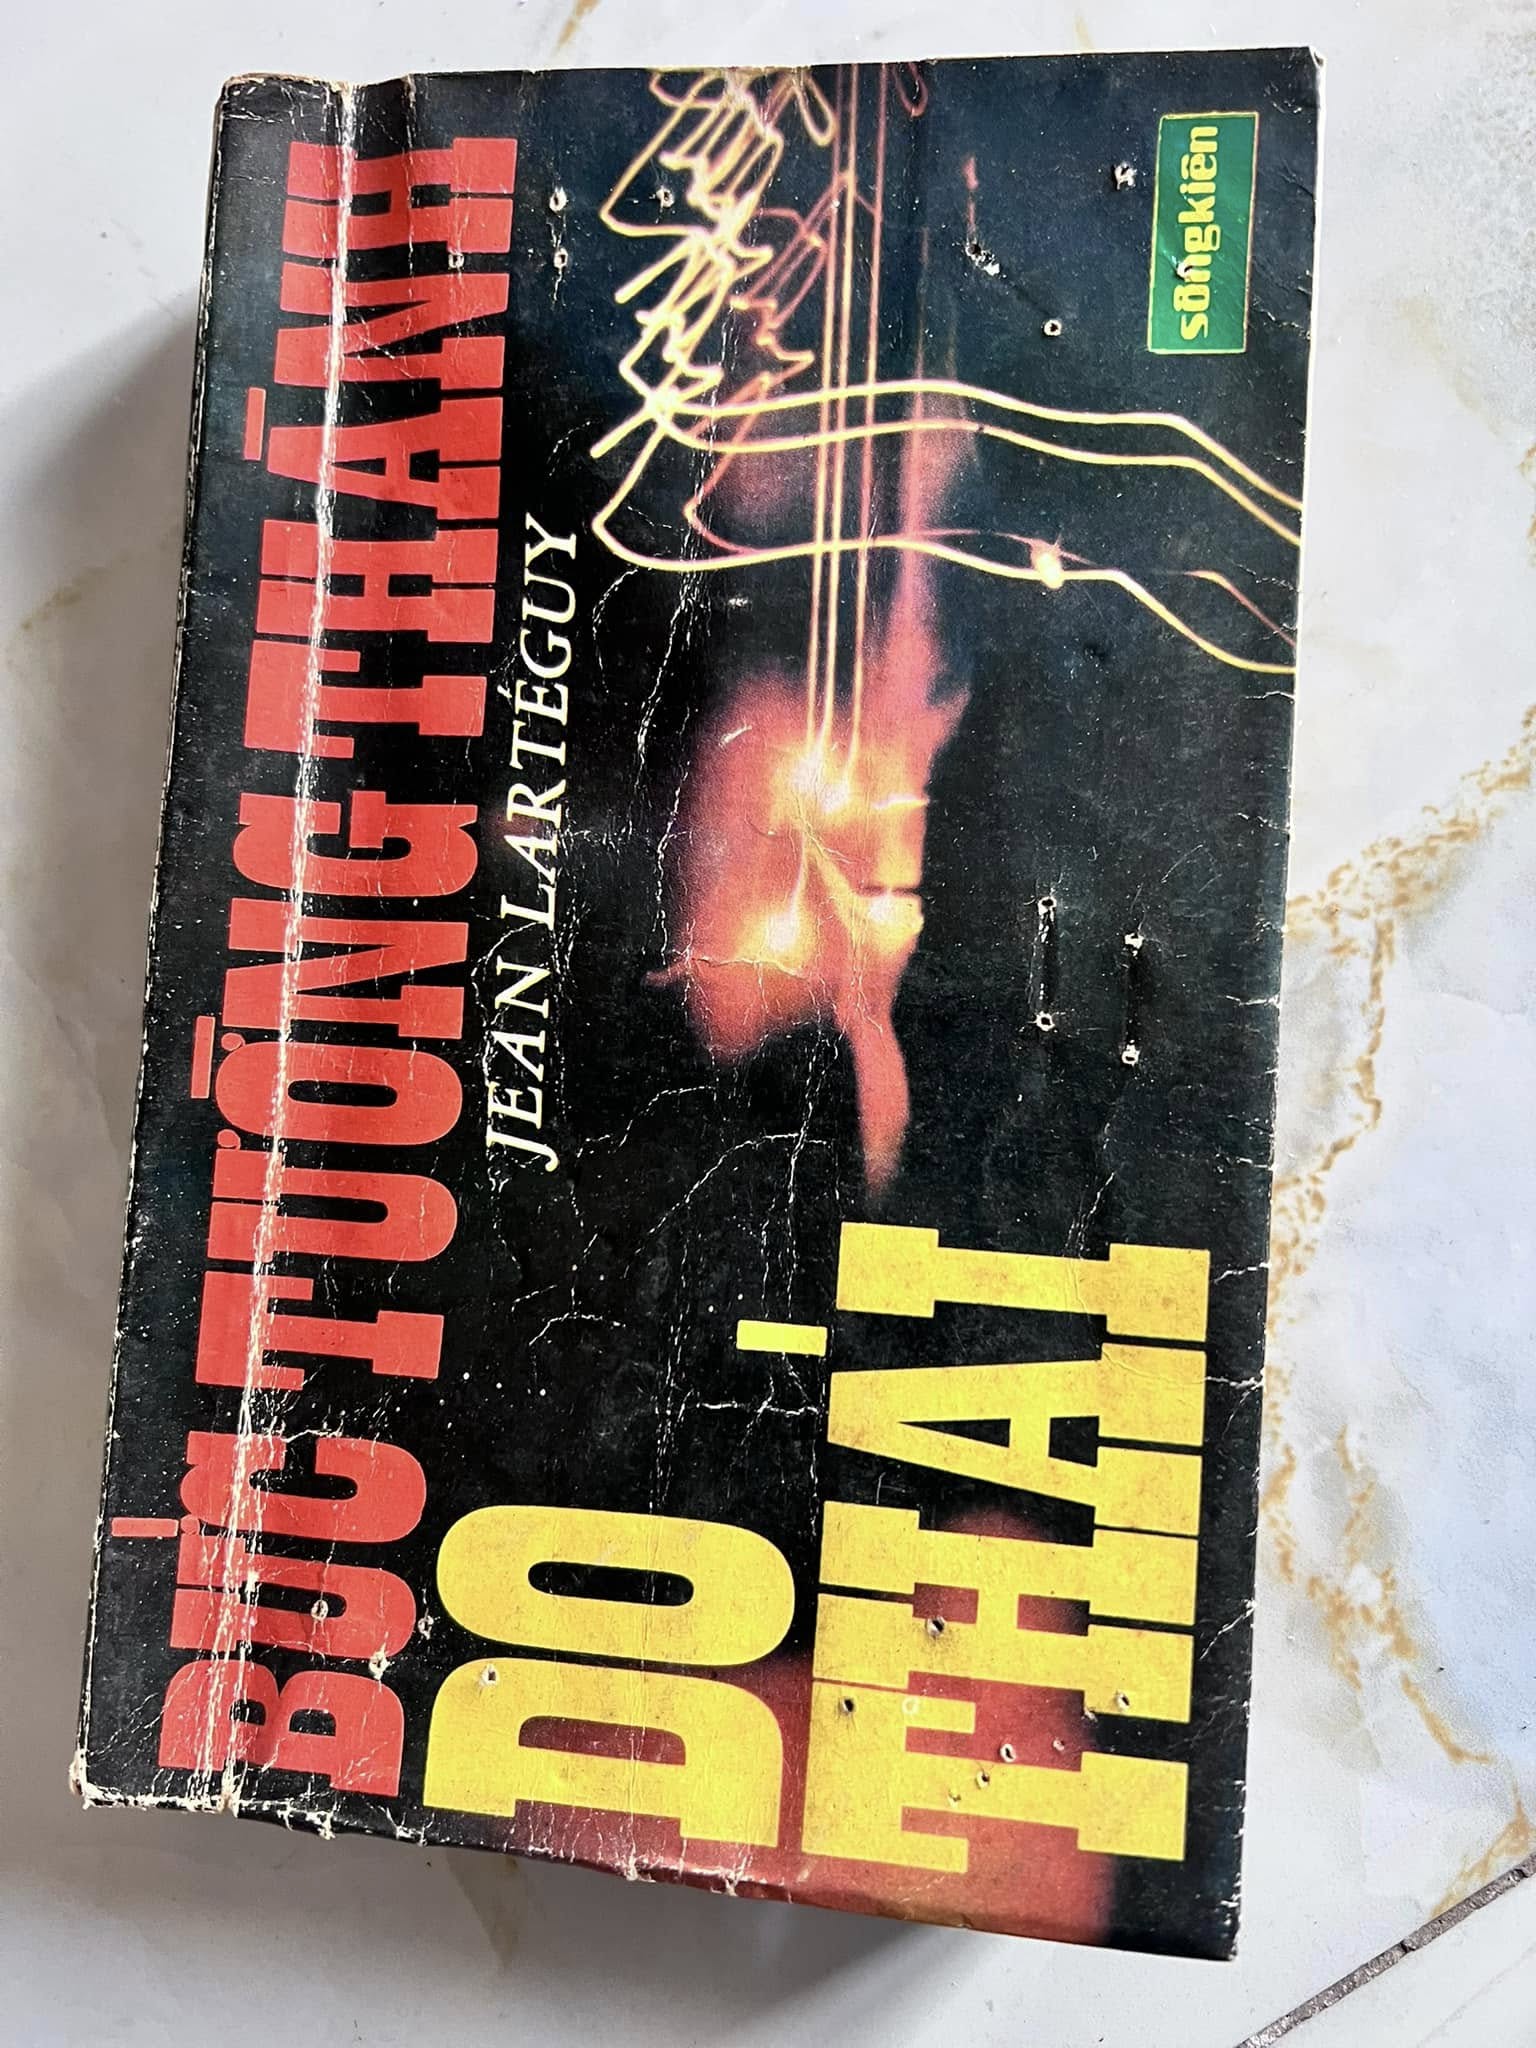 BỨC TƯỜNG THÀNH
JEAN LARTÉGUY
DO
THÁI
sôngkiên